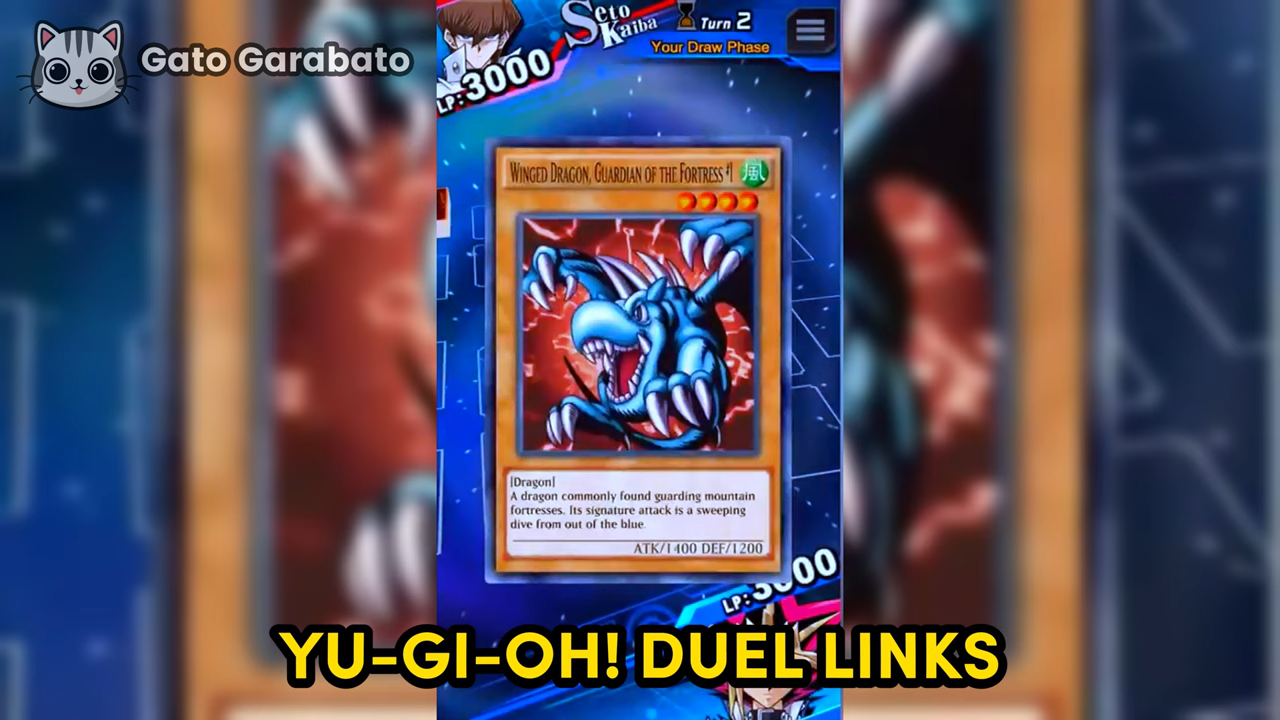 Gato Garabato
Seto
Kaiba
Turn 2
Your Draw Phase
LP:3000
WINGED DRAGON, GUARDIAN OF THE FORTRESS #1
風
[Dragon]
A dragon commonly found guarding mountain
fortresses. Its signature attack is a sweeping
dive from out of the blue.
ATK/1400 DEF/1200
LP:3000
YU-GI-OH! DUEL LINKS